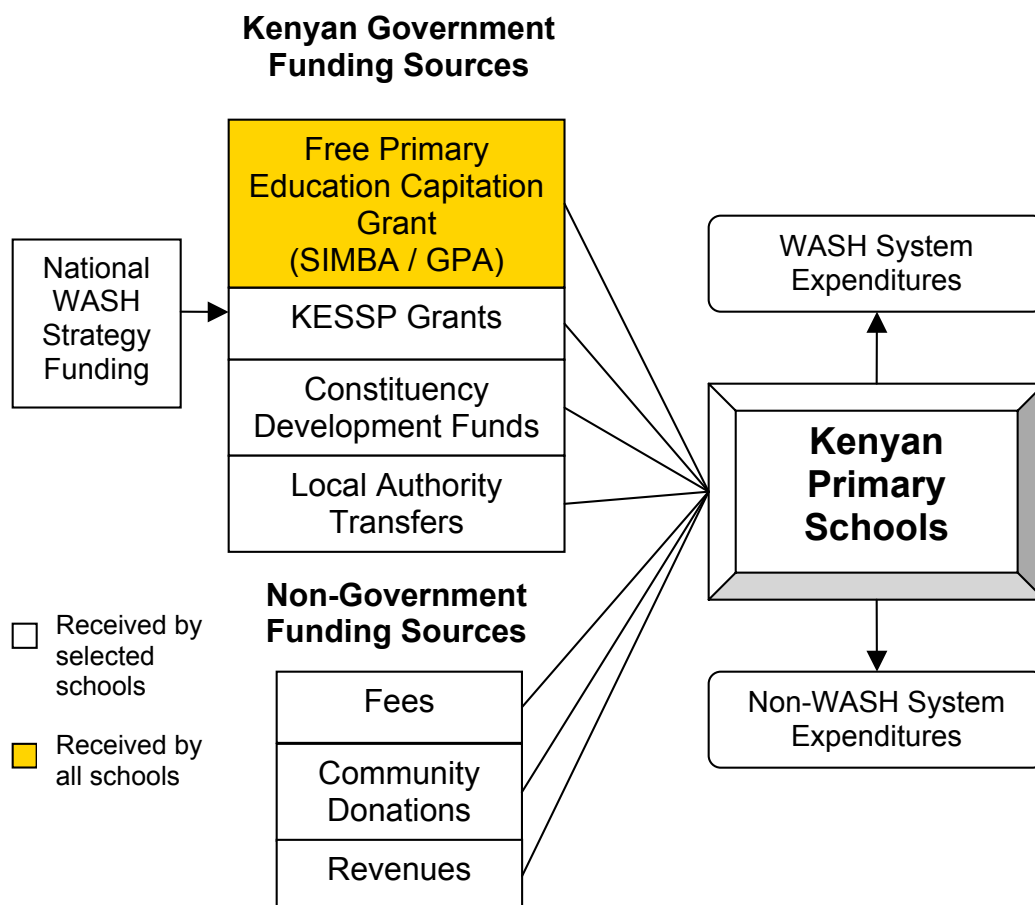 Kenyan Government
Funding Sources
Free Primary
Education Capitation
Grant
(SIMBA / GPA)
National
WASH
Strategy
Funding
KESSP Grants
Constituency
Development Funds
Local Authority
Transfers
WASH System
Expenditures
Kenyan
Primary
Schools
Non-Government
Funding Sources
Received by
selected
schools
Received by
all schools
Fees
Community
Donations
Revenues
Non-WASH System
Expenditures